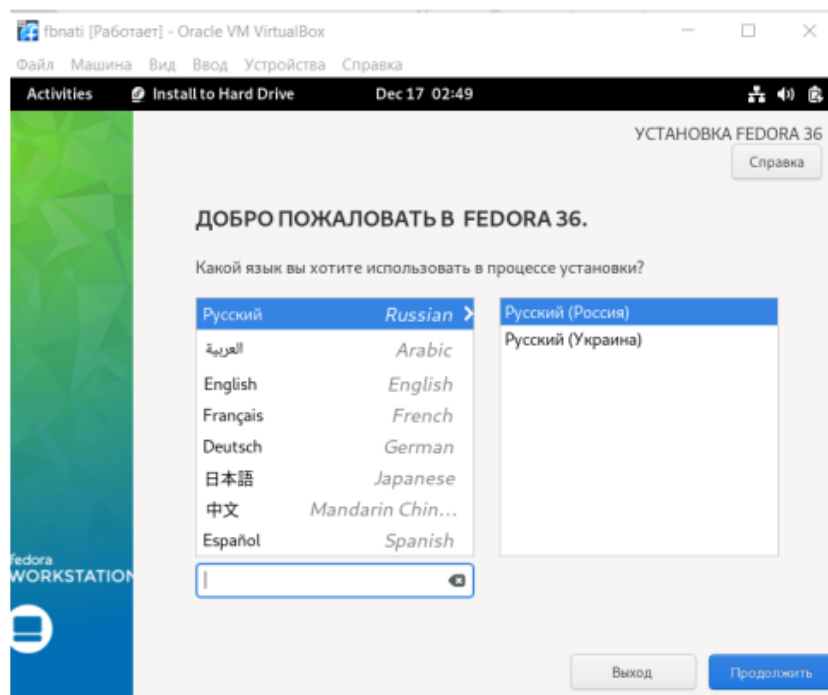 fbnati [Работает] - Oracle VM VirtualBox
Файл Машина Вид Ввод Устройства Справка
Activities Install to Hard Drive Dec 17 02:49
УСТАНОВКА FEDORA 36
Справка
ДОБРО ПОЖАЛОВАТЬ В FEDORA 36.
Какой язык вы хотите использовать в процессе установки?
Русский Russian Русский (Россия)
العربية Arabic Русский (Украина)
English English
Français French
Deutsch German
日本語 Japanese
中文 Mandarin Chin...
Español Spanish
fedora
WORKSTATION
Выход Продолжить